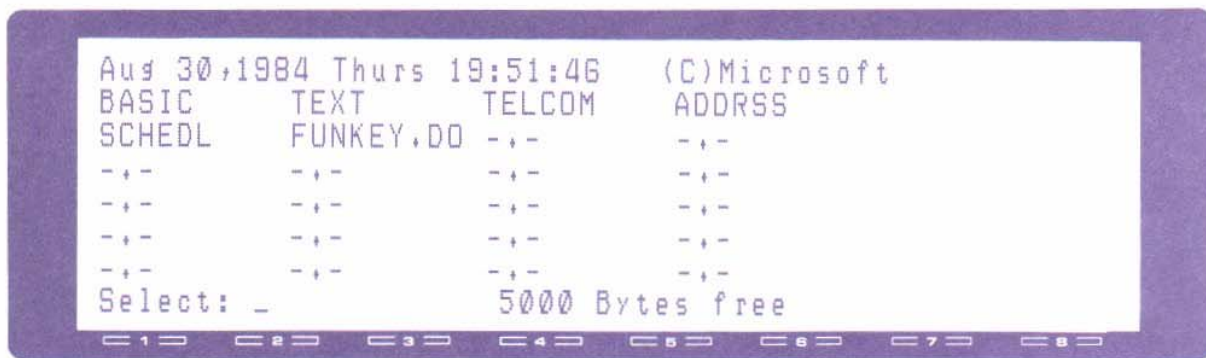 Aug 30,1984 Thurs 19:51:46 (C)Microsoft
BASIC TEXT TELCOM ADDRSS
SCHEDL FUNKEY.DO -.- -.-
-.- -.- -.- -.-
-.- -.- -.- -.-
-.- -.- -.- -.-
-.- -.- -.- -.-
Select: _ 5000 Bytes free
1 2 3 4 5 6 7 8